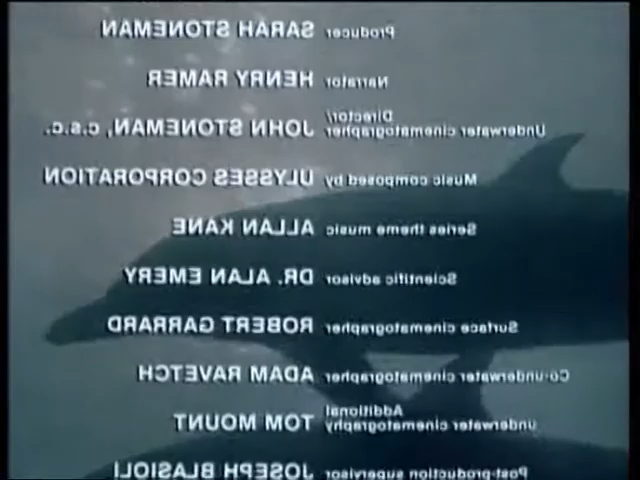 Producer SARAH STONEMAN
Narrator HENRY RAMER
Director/
Underwater cinematographer JOHN STONEMAN, c.s.c.
Music composed by ULYSSES CORPORATION
Series theme music ALLAN KANE
Scientific advisor DR. ALAN EMERY
Surface cinematographer ROBERT GARRARD
Co-underwater cinematographer ADAM RAVETCH
Additional
underwater cinematography TOM MOUNT
Post-production supervisor JOSEPH BLASIOLI